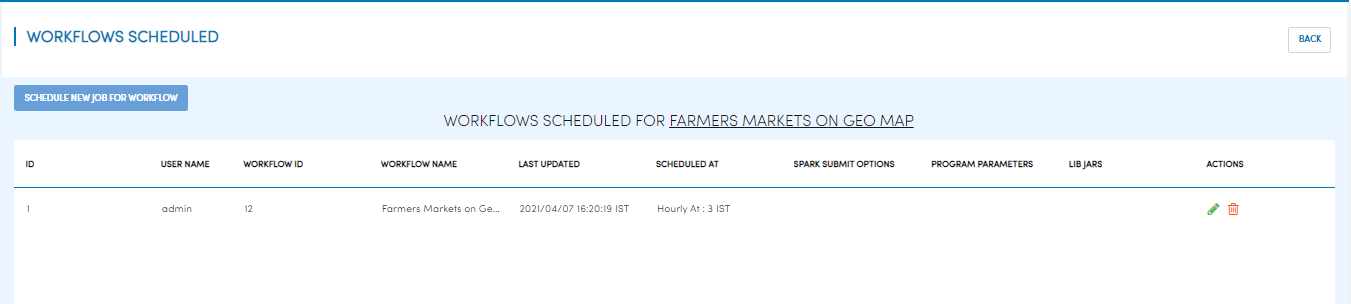 WORKFLOWS SCHEDULED
BACK
SCHEDULE NEW JOB FOR WORKFLOW
WORKFLOWS SCHEDULED FOR FARMERS MARKETS ON GEO MAP
ID USER NAME WORKFLOW ID WORKFLOW NAME LAST UPDATED SCHEDULED AT SPARK SUBMIT OPTIONS PROGRAM PARAMETERS LIB JARS ACTIONS
1 admin 12 Farmers Markets on Ge... 2021/04/07 16:20:19 IST Hourly At : 3 IST